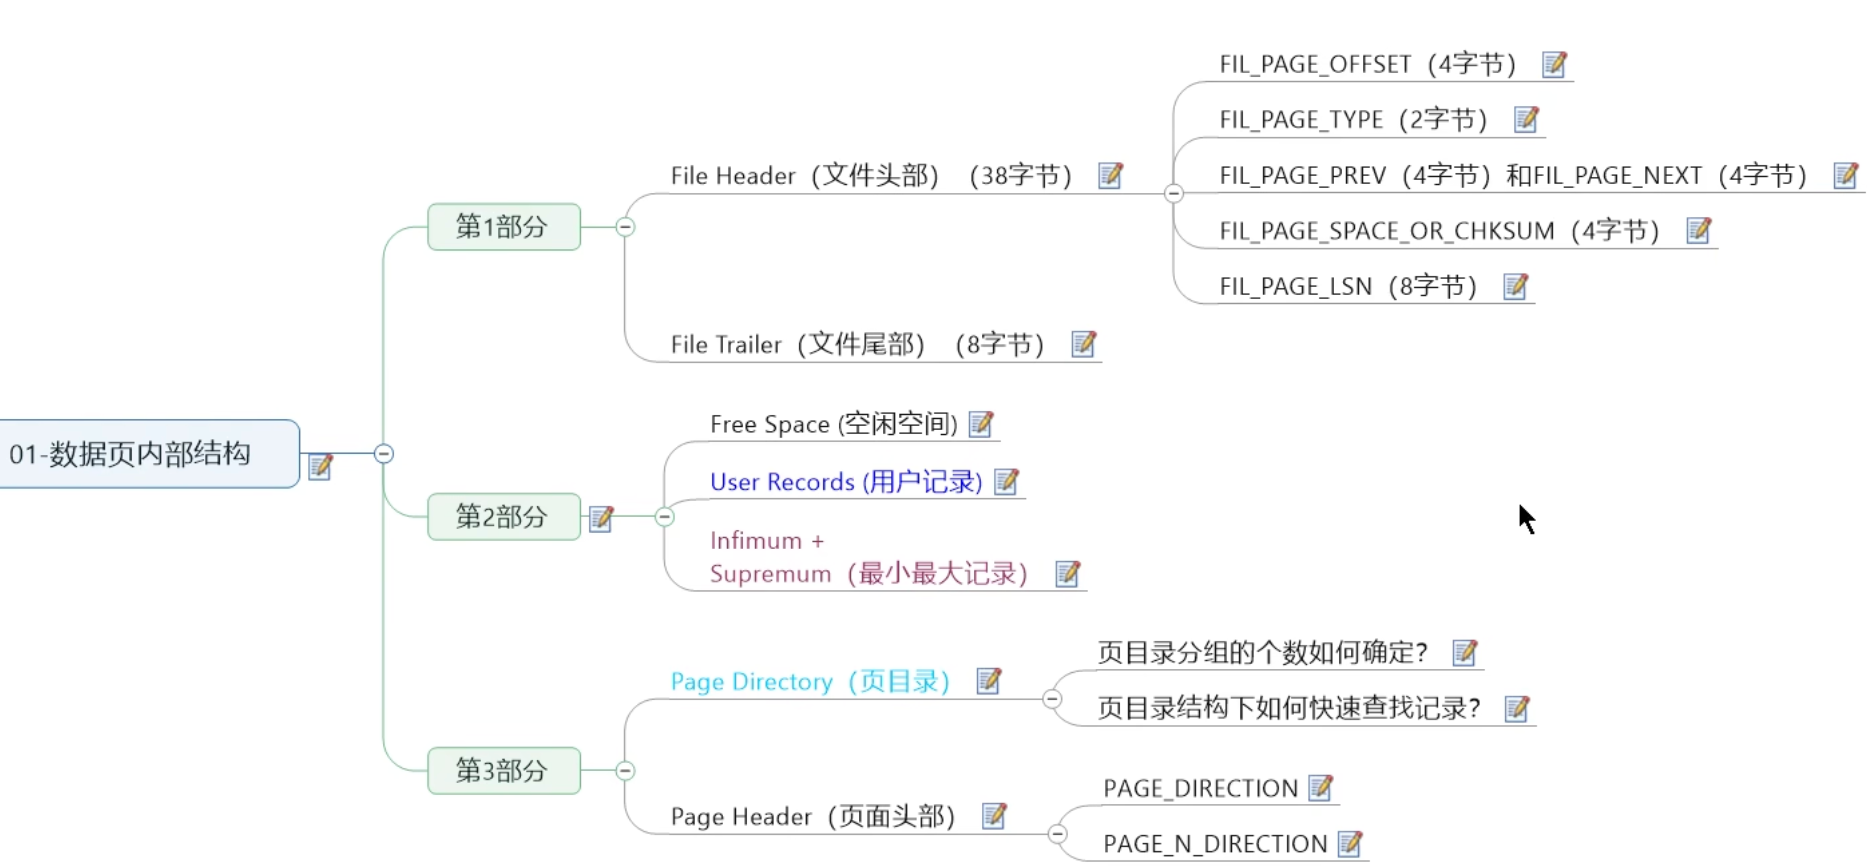 01-数据页内部结构
第1部分
File Header（文件头部）（38字节）
FIL_PAGE_OFFSET（4字节）
FIL_PAGE_TYPE（2字节）
FIL_PAGE_PREV（4字节）和FIL_PAGE_NEXT（4字节）
FIL_PAGE_SPACE_OR_CHKSUM（4字节）
FIL_PAGE_LSN（8字节）
File Trailer（文件尾部）（8字节）
第2部分
Free Space (空闲空间)
User Records (用户记录)
Infimum +
Supremum（最小最大记录）
第3部分
Page Directory（页目录）
页目录分组的个数如何确定？
页目录结构下如何快速查找记录？
Page Header（页面头部）
PAGE_DIRECTION
PAGE_N_DIRECTION